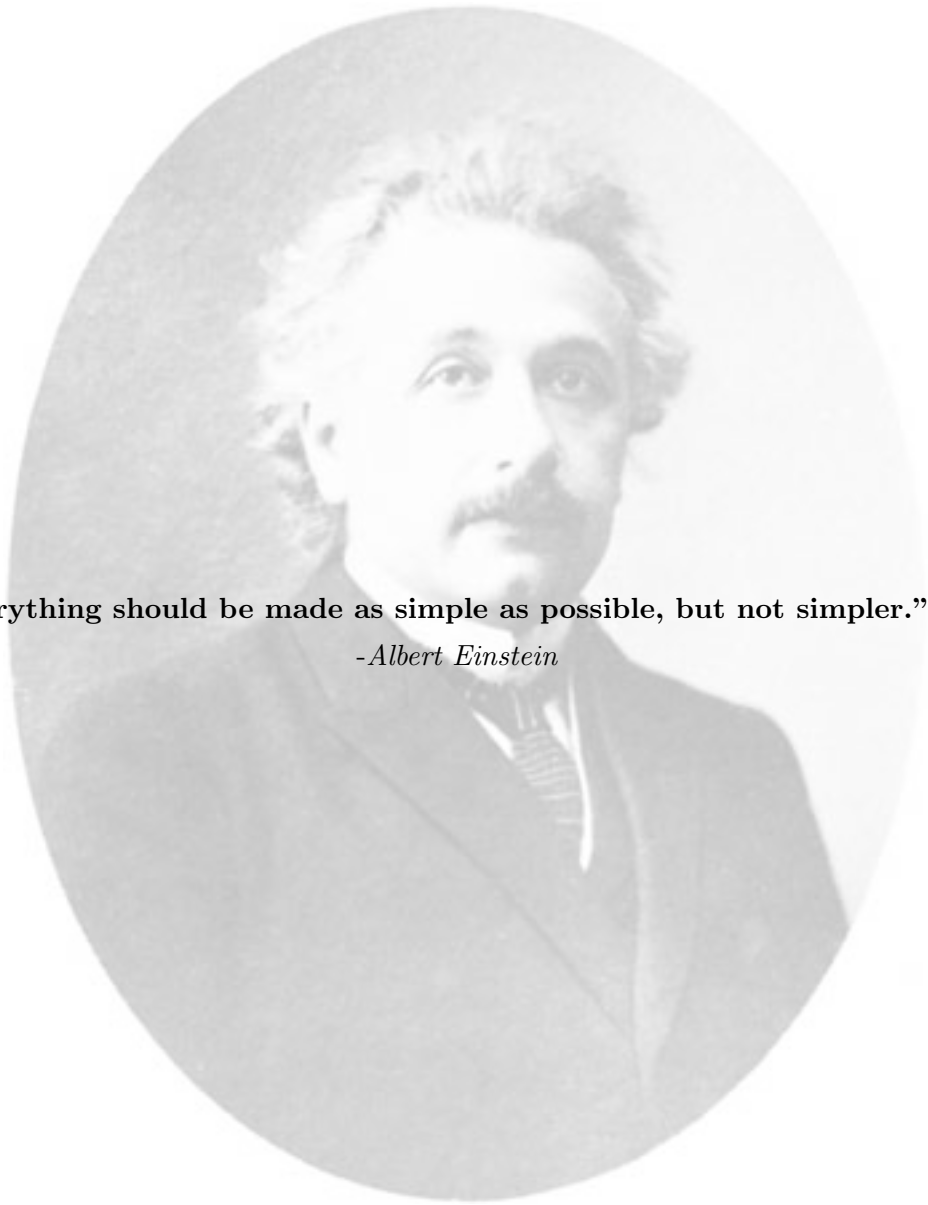 rything should be made as simple as possible, but not simpler.”
-Albert Einstein